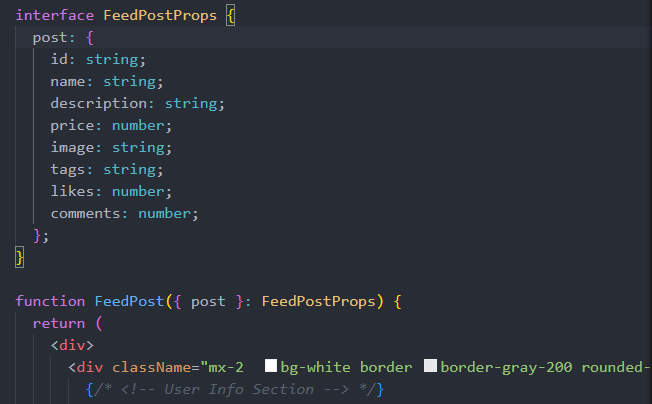 interface FeedPostProps {
post: {
id: string;
name: string;
description: string;
price: number;
image: string;
tags: string;
likes: number;
comments: number;
};
}
function FeedPost({ post }: FeedPostProps) {
return (
<div>
<div className="mx-2 bg-white border border-gray-200 rounded-
{/* <!-- User Info Section --> */}